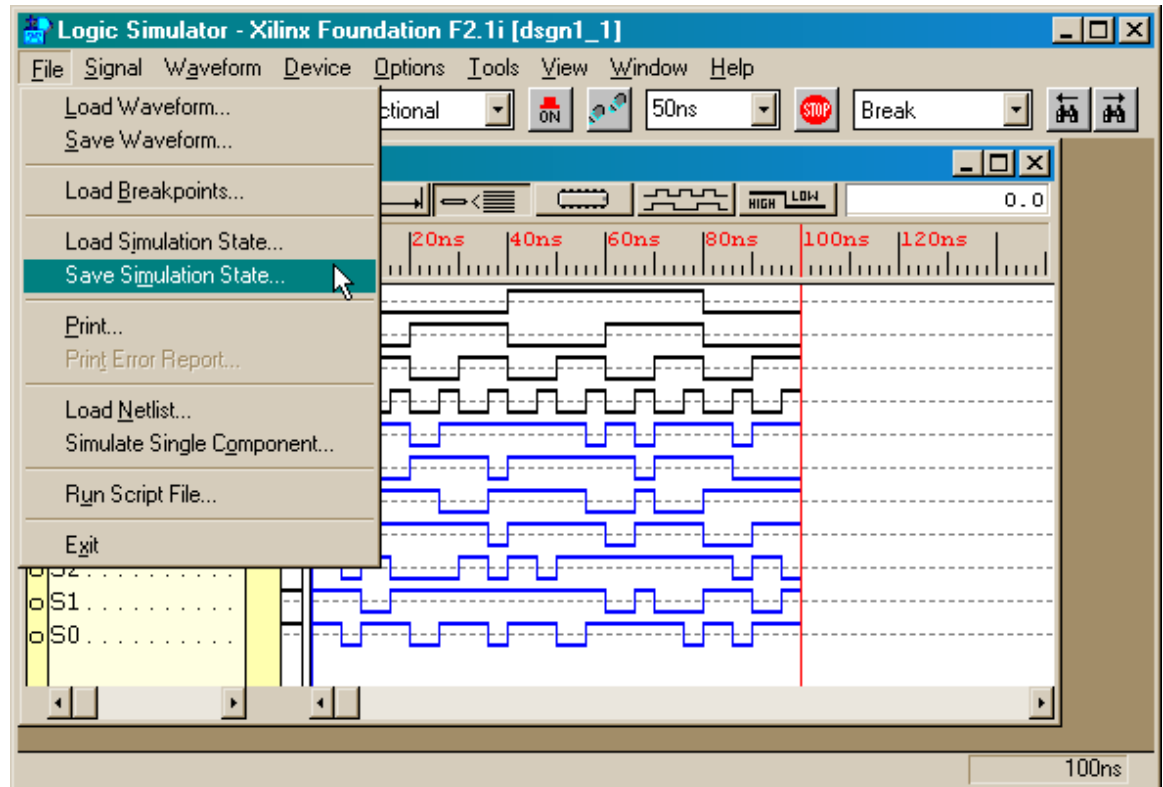 Logic Simulator - Xilinx Foundation F2.1i [dsgn1_1]
File Signal Waveform Device Options Tools View Window Help
ctional ON 50ns STOP Break
Load Waveform...
Save Waveform...
Load Breakpoints...
HIGH LOW 0.0
Load Simulation State...
20ns 40ns 60ns 80ns 100ns 120ns
Save Simulation State...
Print...
Print Error Report...
Load Netlist...
Simulate Single Component...
Run Script File...
Exit
S2..........
S1..........
S0..........
100ns